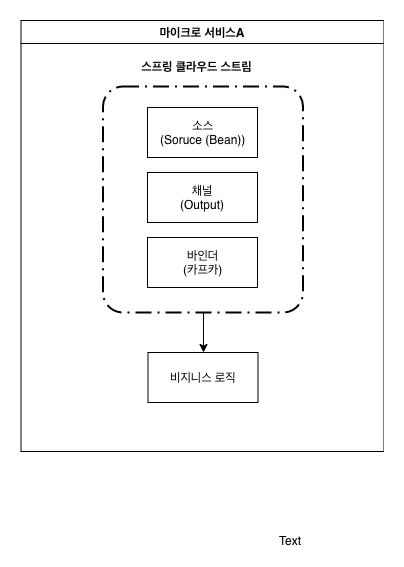 마이크로 서비스A
스프링 클라우드 스트림
소스
(Soruce (Bean))
채널
(Output)
바인더
(카프카)
비지니스 로직
Text